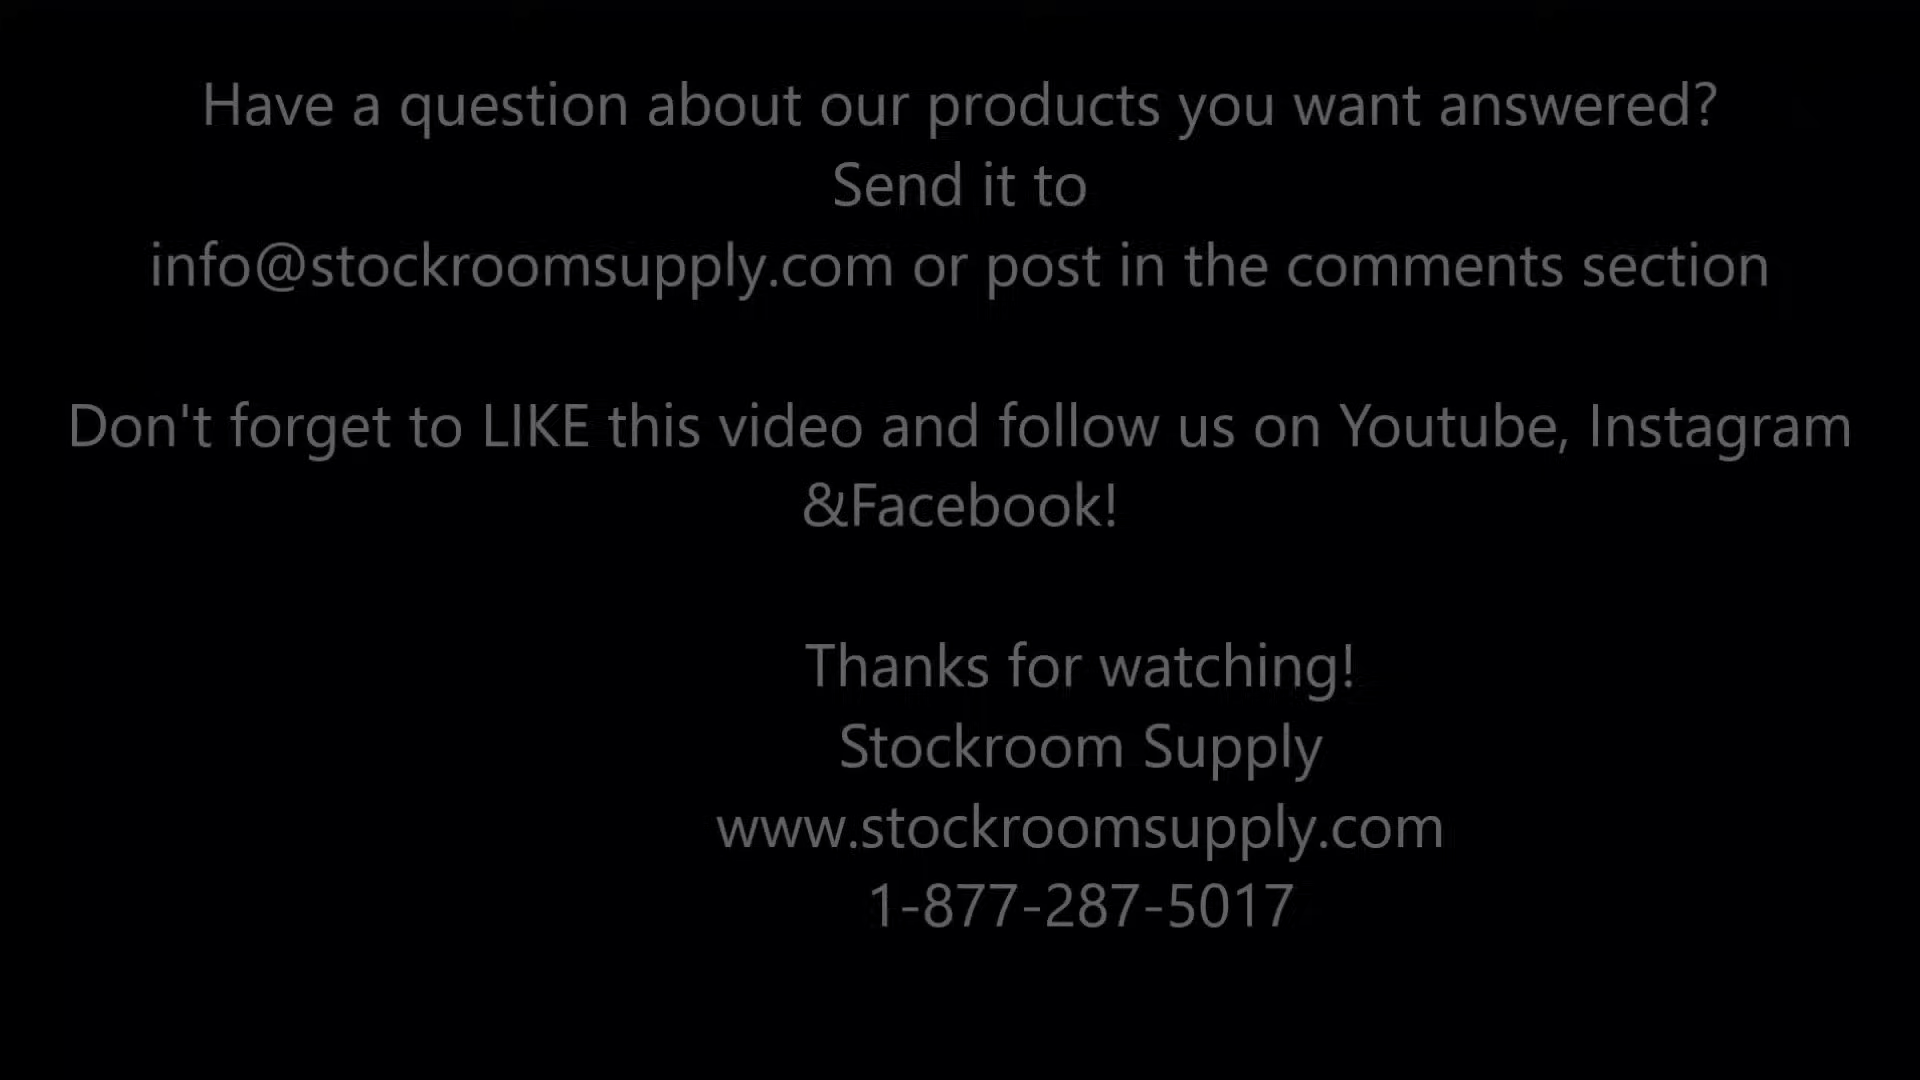 Have a question about our products you want answered?
Send it to
info@stockroomsupply.com or post in the comments section
Don't forget to LIKE this video and follow us on Youtube, Instagram
&Facebook!
Thanks for watching!
Stockroom Supply
www.stockroomsupply.com
1-877-287-5017